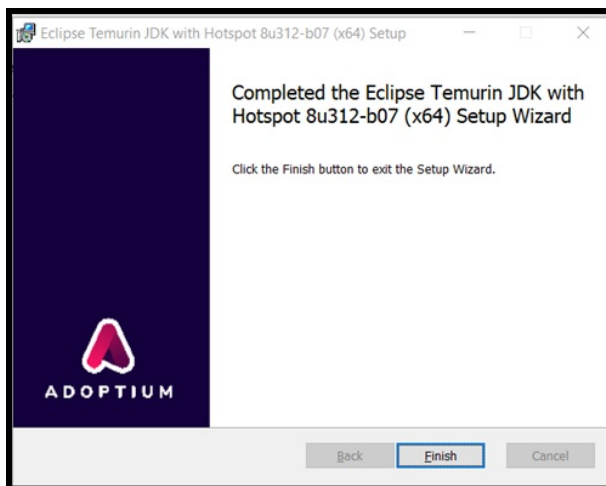 Eclipse Temurin JDK with Hotspot 8u312-b07 (x64) Setup
Completed the Eclipse Temurin JDK with
Hotspot 8u312-b07 (x64) Setup Wizard
Click the Finish button to exit the Setup Wizard.
ADOPTIUM
Back
Finish
Cancel